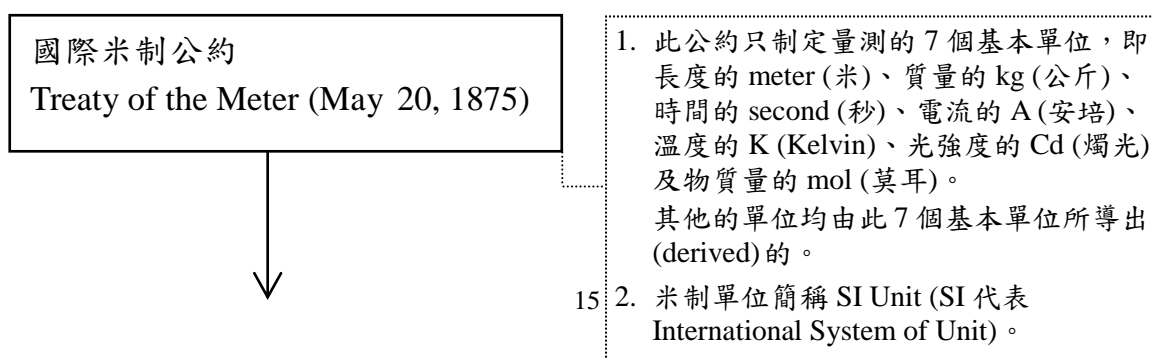 國際米制公約
Treaty of the Meter (May 20, 1875)
1. 此公約只制定量測的 7 個基本單位，即
長度的 meter (米)、質量的 kg (公斤)、
時間的 second (秒)、電流的 A (安培)、
溫度的 K (Kelvin)、光強度的 Cd (燭光)
及物質量的 mol (莫耳)。
其他的單位均由此 7 個基本單位所導出
(derived) 的。
15
2. 米制單位簡稱 SI Unit (SI 代表
International System of Unit)。